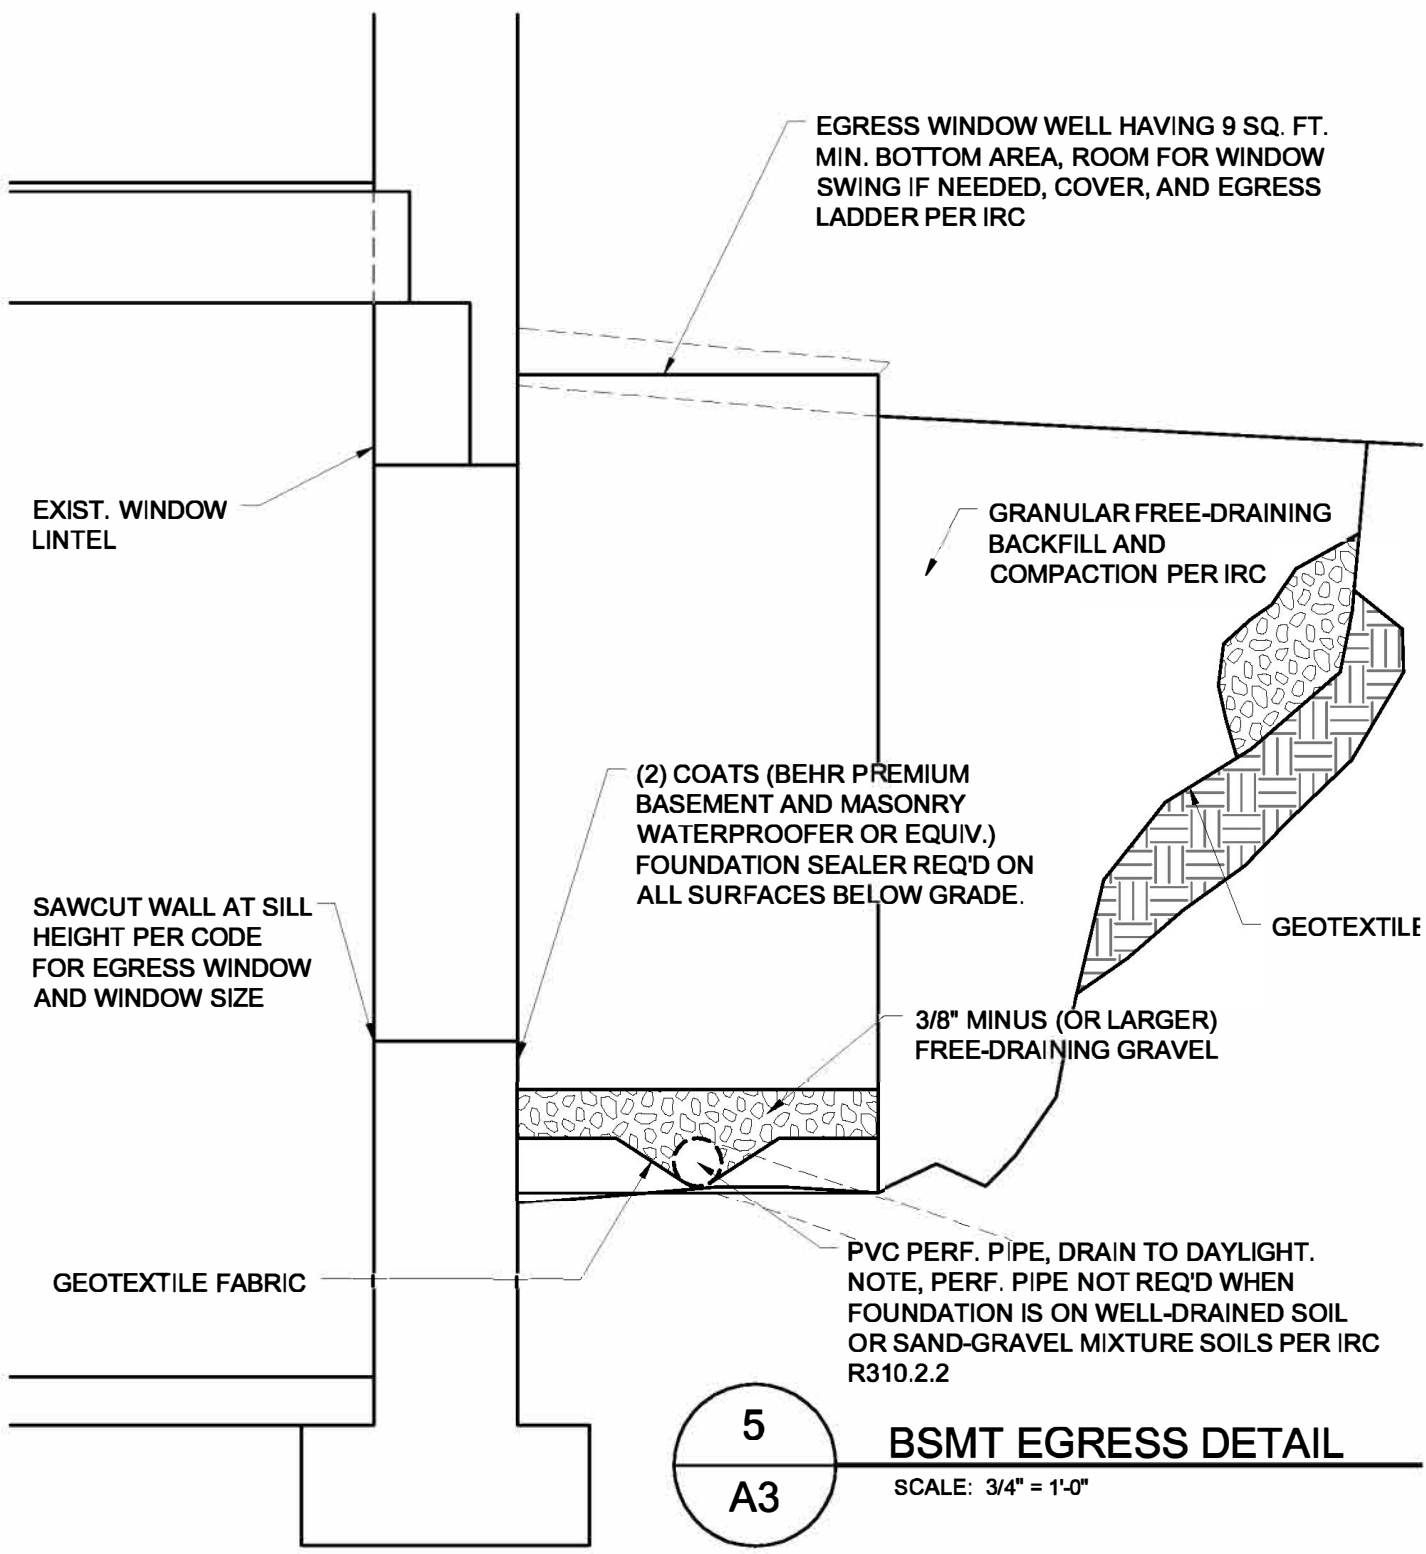 EGRESS WINDOW WELL HAVING 9 SQ. FT.
MIN. BOTTOM AREA, ROOM FOR WINDOW
SWING IF NEEDED, COVER, AND EGRESS
LADDER PER IRC
EXIST. WINDOW
LINTEL
GRANULAR FREE-DRAINING
BACKFILL AND
COMPACTION PER IRC
(2) COATS (BEHR PREMIUM
BASEMENT AND MASONRY
WATERPROOFER OR EQUIV.)
FOUNDATION SEALER REQ'D ON
ALL SURFACES BELOW GRADE.
SAWCUT WALL AT SILL
HEIGHT PER CODE
FOR EGRESS WINDOW
AND WINDOW SIZE
GEOTEXTILE
3/8" MINUS (OR LARGER)
FREE-DRAINING GRAVEL
GEOTEXTILE FABRIC
PVC PERF. PIPE, DRAIN TO DAYLIGHT.
NOTE, PERF. PIPE NOT REQ'D WHEN
FOUNDATION IS ON WELL-DRAINED SOIL
OR SAND-GRAVEL MIXTURE SOILS PER IRC
R310.2.2
5
A3
BSMT EGRESS DETAIL
SCALE: 3/4" = 1'-0"